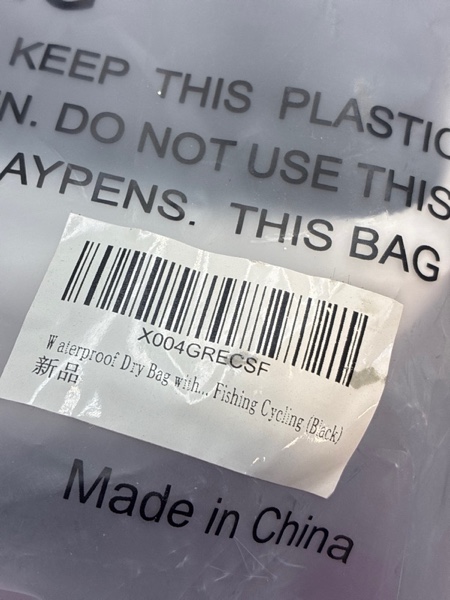 KEEP THIS PLASTIC
N. DO NOT USE THIS
AYPENS. THIS BAG
X004GRECSF
Waterproof Dry Bag with... Fishing Cycling (Black)
新品
Made in China